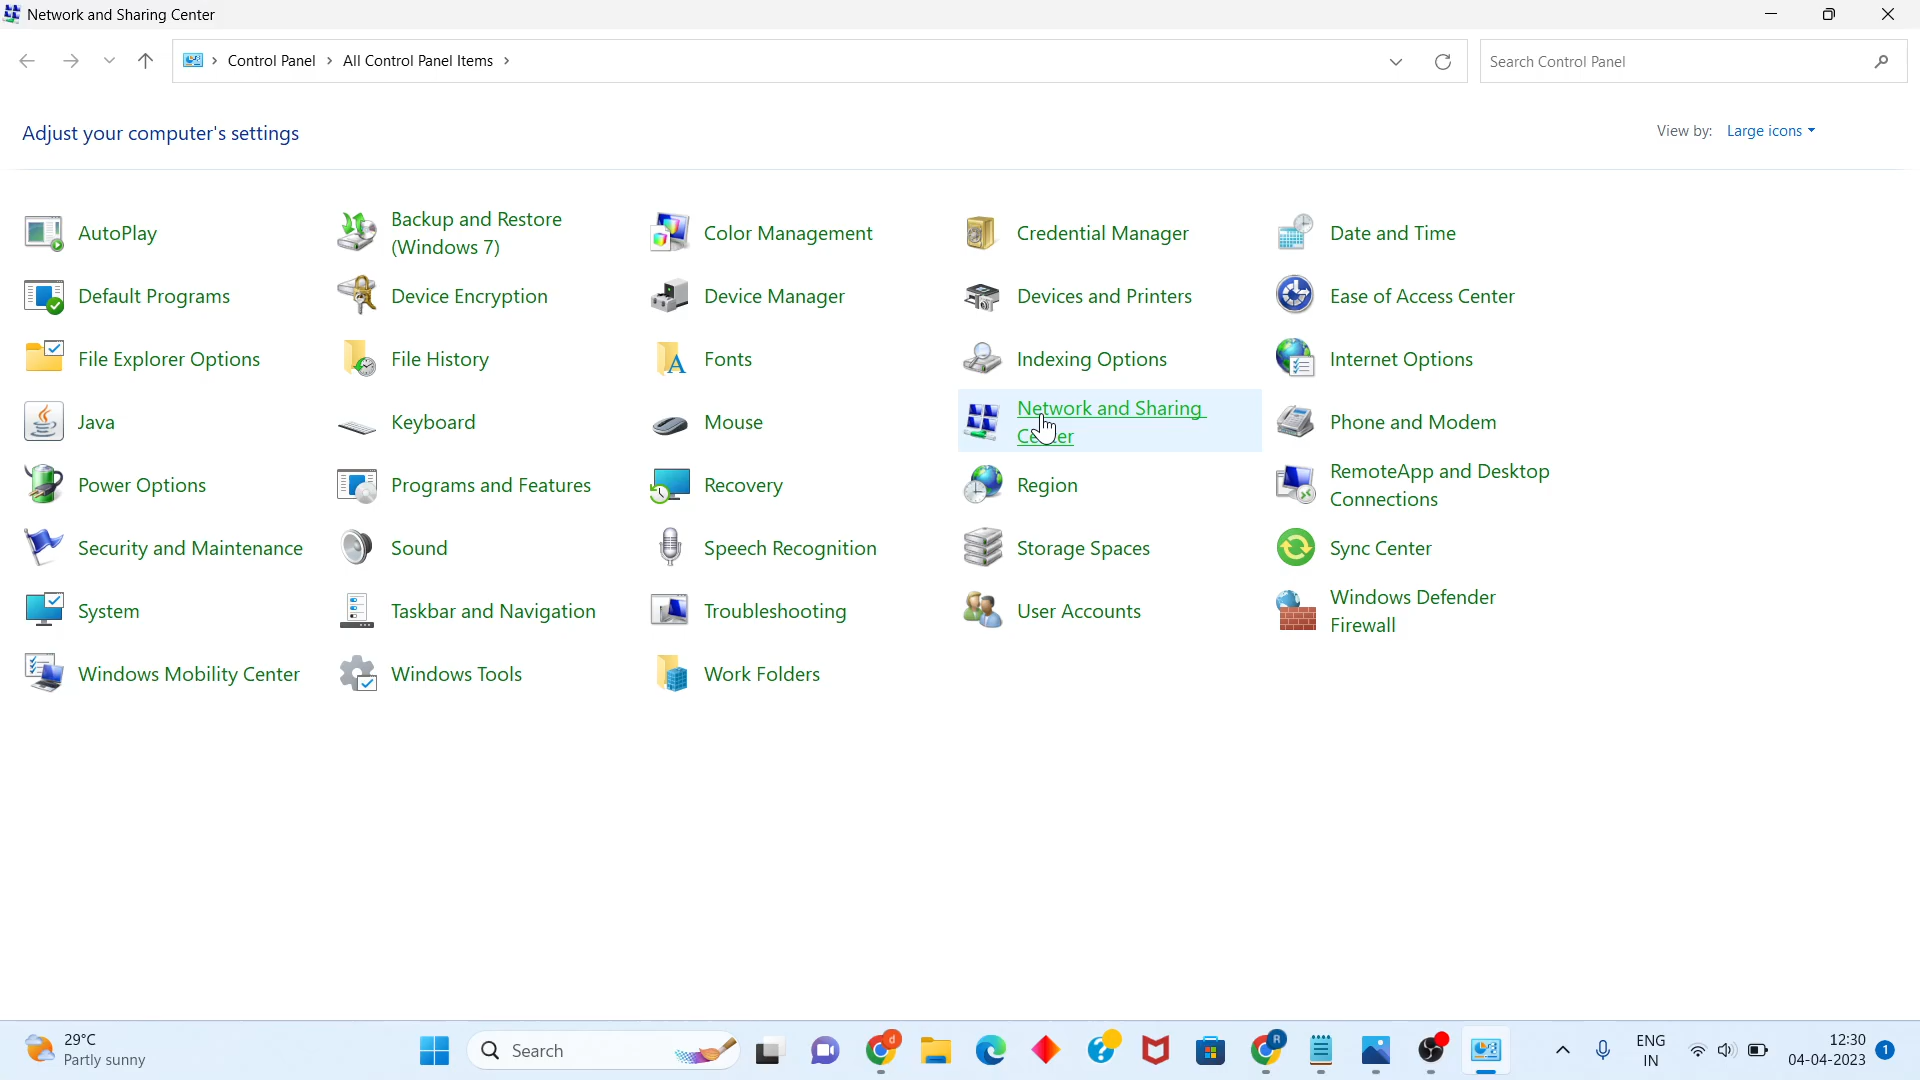 Network and Sharing Center
Control Panel
All Control Panel Items
Search Control Panel
Adjust your computer's settings
View by:
Large icons
AutoPlay
Backup and Restore
(Windows 7)
Color Management
Credential Manager
Date and Time
Default Programs
Device Encryption
Device Manager
Devices and Printers
Ease of Access Center
File Explorer Options
File History
Fonts
Indexing Options
Internet Options
Java
Keyboard
Mouse
Network and Sharing
Center
Phone and Modem
Power Options
Programs and Features
Recovery
Region
RemoteApp and Desktop
Connections
Security and Maintenance
Sound
Speech Recognition
Storage Spaces
Sync Center
System
Taskbar and Navigation
Troubleshooting
User Accounts
Windows Defender
Firewall
Windows Mobility Center
Windows Tools
Work Folders
29°C
Partly sunny
Search
d
R
ENG
IN
12:30
04-04-2023
1